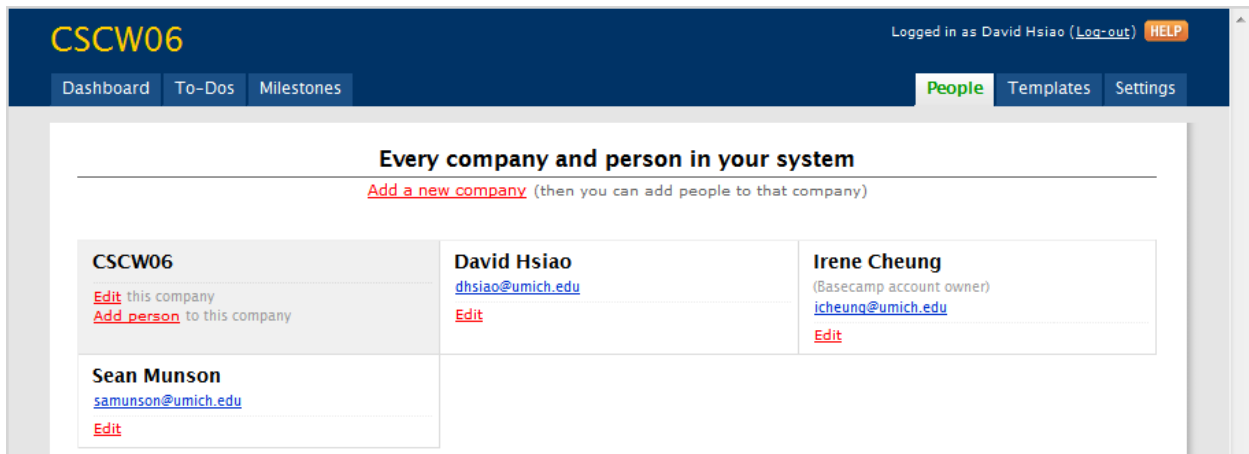 CSCW06
Logged in as David Hsiao (Log-out) HELP
Dashboard To-Dos Milestones People Templates Settings
Every company and person in your system
Add a new company (then you can add people to that company)
CSCW06
Edit this company
Add person to this company
David Hsiao
dhsiao@umich.edu
Edit
Irene Cheung
(Basecamp account owner)
icheung@umich.edu
Edit
Sean Munson
samunson@umich.edu
Edit